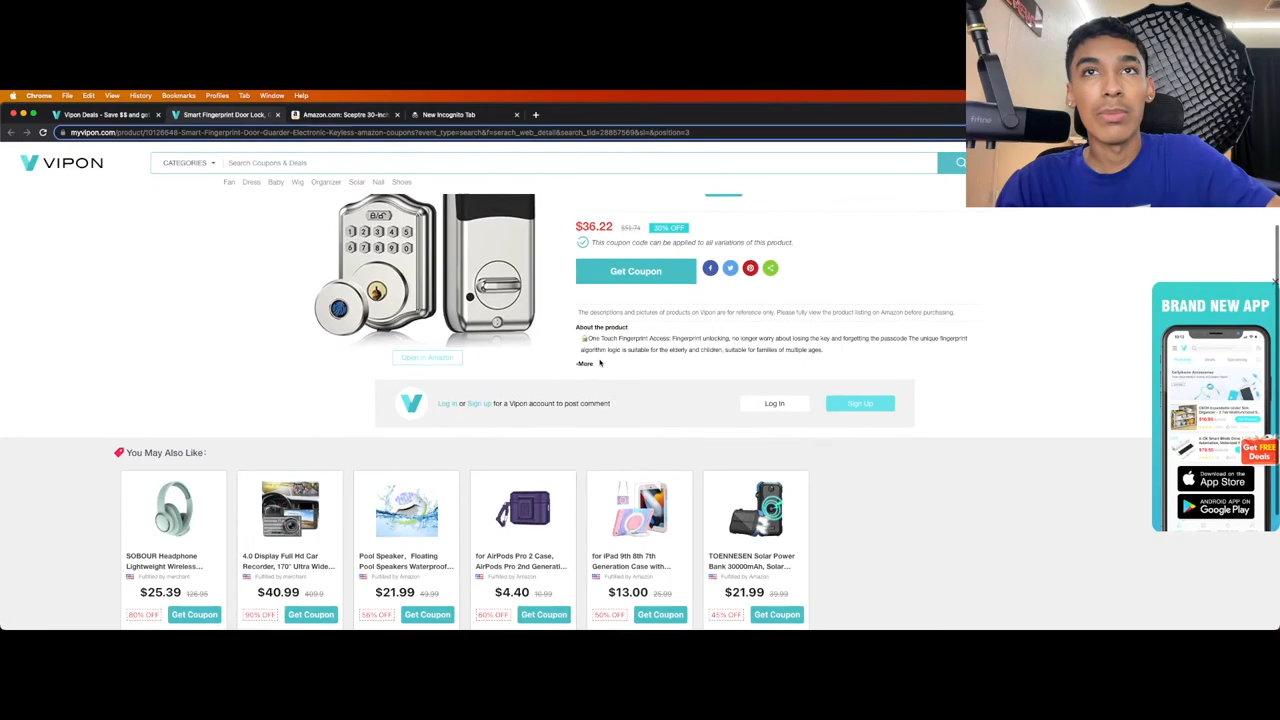 Chrome File Edit View History Bookmarks Profiles Tab Window Help
Vipon Deals - Save $$ and get
Smart Fingerprint Door Lock,
Amazon.com: Sceptre 30-inch
New Incognito Tab
myvipon.com/product/10126548-Smart-Fingerprint-Door-Guarder-Electronic-Keyless-amazon-coupons?event_type=search&f=serach_web_detail&search_tid=28857569&sl=&position=3
VIPON
CATEGORIES Search Coupons & Deals
Fan Dress Baby Wig Organizer Solar Nail Shoes
fifine
$36.22 $51.74 30% OFF
This coupon code can be applied to all variations of this product.
Get Coupon
The descriptions and pictures of products on Vipon are for reference only. Please fully view the product listing on Amazon before purchasing.
About the product
One Touch Fingerprint Access: Fingerprint unlocking, no longer worry about losing the key and forgetting the passcode The unique fingerprint
algorithm logic is suitable for the elderly and children, suitable for families of multiple ages.
Open in Amazon
+More
Log in or Sign up for a Vipon account to post comment
Log In
Sign Up
BRAND NEW APP
Get FREE
Deals
Download on the
App Store
ANDROID APP ON
Google Play
You May Also Like:
SOBOUR Headphone
Lightweight Wireless...
Fulfilled by merchant
$25.39 126.95
80% OFF Get Coupon
4.0 Display Full Hd Car
Recorder, 170° Ultra Wide...
Fulfilled by merchant
$40.99 409.9
90% OFF Get Coupon
Pool Speaker, Floating
Pool Speakers Waterproof...
Fulfilled by Amazon
$21.99 49.99
56% OFF Get Coupon
for AirPods Pro 2 Case,
AirPods Pro 2nd Generati...
Fulfilled by Amazon
$4.40 10.99
60% OFF Get Coupon
for iPad 9th 8th 7th
Generation Case with...
Fulfilled by Amazon
$13.00 25.99
50% OFF Get Coupon
TOENNESEN Solar Power
Bank 30000mAh, Solar...
Fulfilled by Amazon
$21.99 39.99
45% OFF Get Coupon